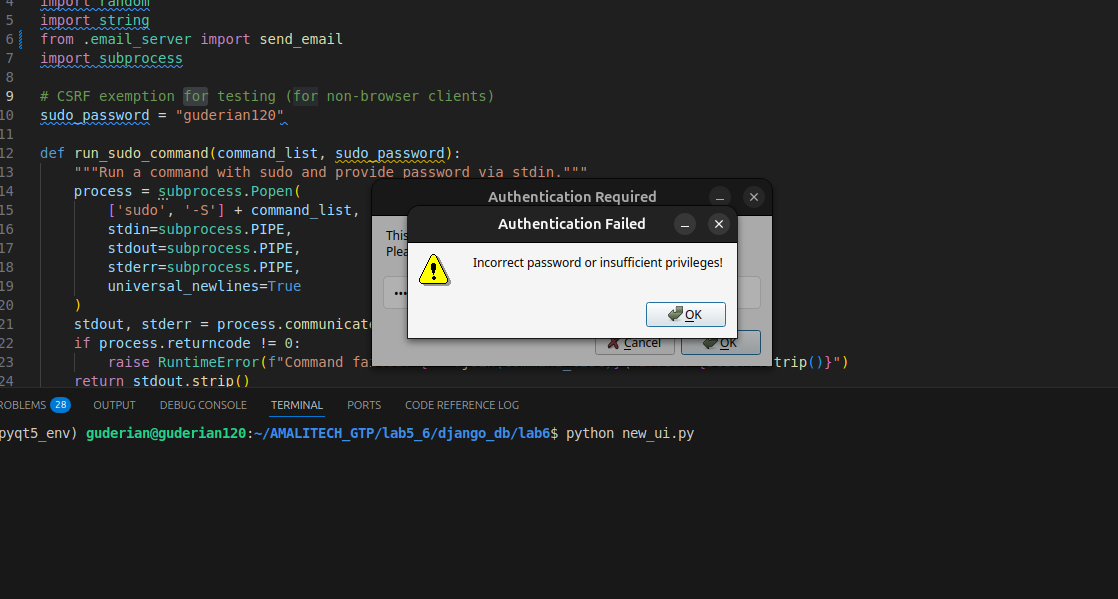 4 import random
5 import string
6 from .email_server import send_email
7 import subprocess
8
9 # CSRF exemption for testing (for non-browser clients)
10 sudo_password = "guderian120"
11
12 def run_sudo_command(command_list, sudo_password):
13 """Run a command with sudo and provide password via stdin."""
14 process = subprocess.Popen(
15 ['sudo', '-S'] + command_list,
16 stdin=subprocess.PIPE,
17 stdout=subprocess.PIPE,
18 stderr=subprocess.PIPE,
19 universal_newlines=True
20 )
21 stdout, stderr = process.communicate
22 if process.returncode != 0:
23 raise RuntimeError(f"Command trip()}")
24 return stdout.strip()
Authentication Required
This
Authentication Failed
Incorrect password or insufficient privileges!
OK
Cancel
OK
ROBLEMS 28 OUTPUT DEBUG CONSOLE TERMINAL PORTS CODE REFERENCE LOG
pyqt5_env) guderian@guderian120:~/AMALITECH_GTP/lab5_6/django_db/lab6$ python new_ui.py